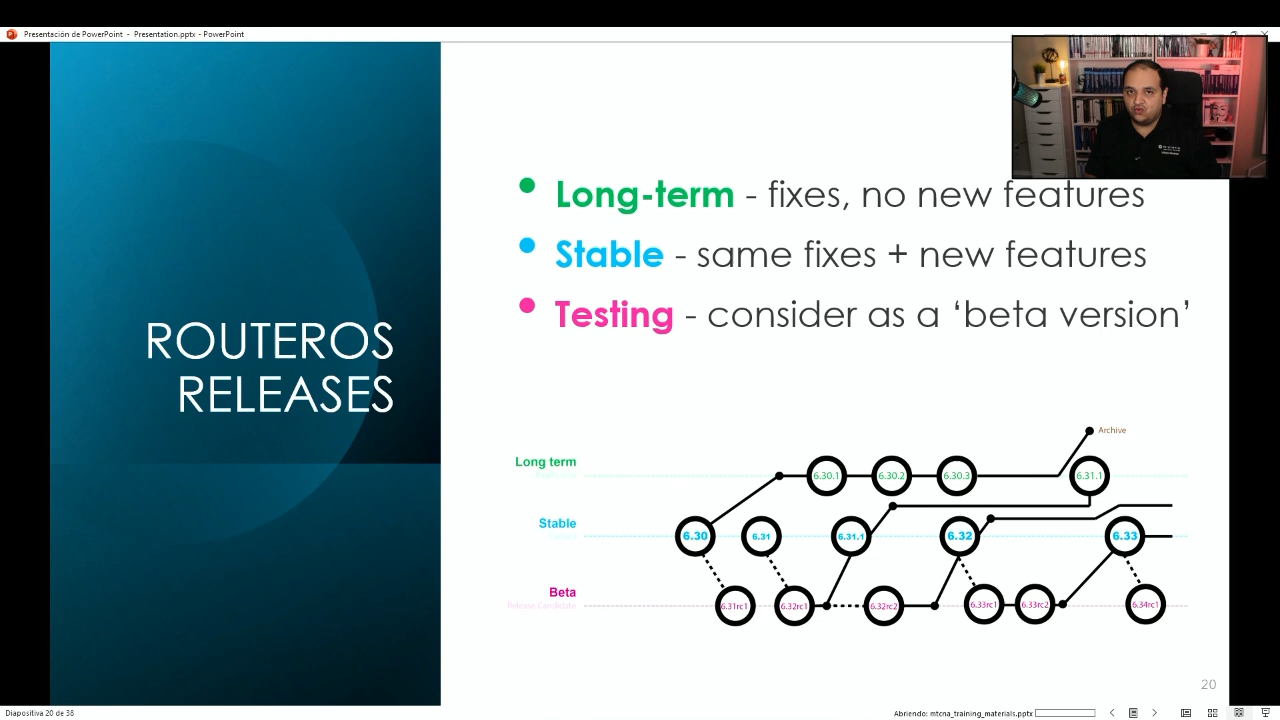 Presentación de PowerPoint - Presentation.pptx - PowerPoint
ROUTEROS
RELEASES
• Long-term - fixes, no new features
• Stable - same fixes + new features
• Testing - consider as a ‘beta version’
Archive
Long term
6.30.1 6.30.2 6.30.3 6.31.1
Stable
6.30 6.31 6.31.1 6.32 6.33
Beta
Release Candidate
6.31rc1 6.32rc1 6.32rc2 6.33rc1 6.33rc2 6.34rc1
20
Diapositiva 20 de 38
Abriendo: mtcna_training_materials.pptx